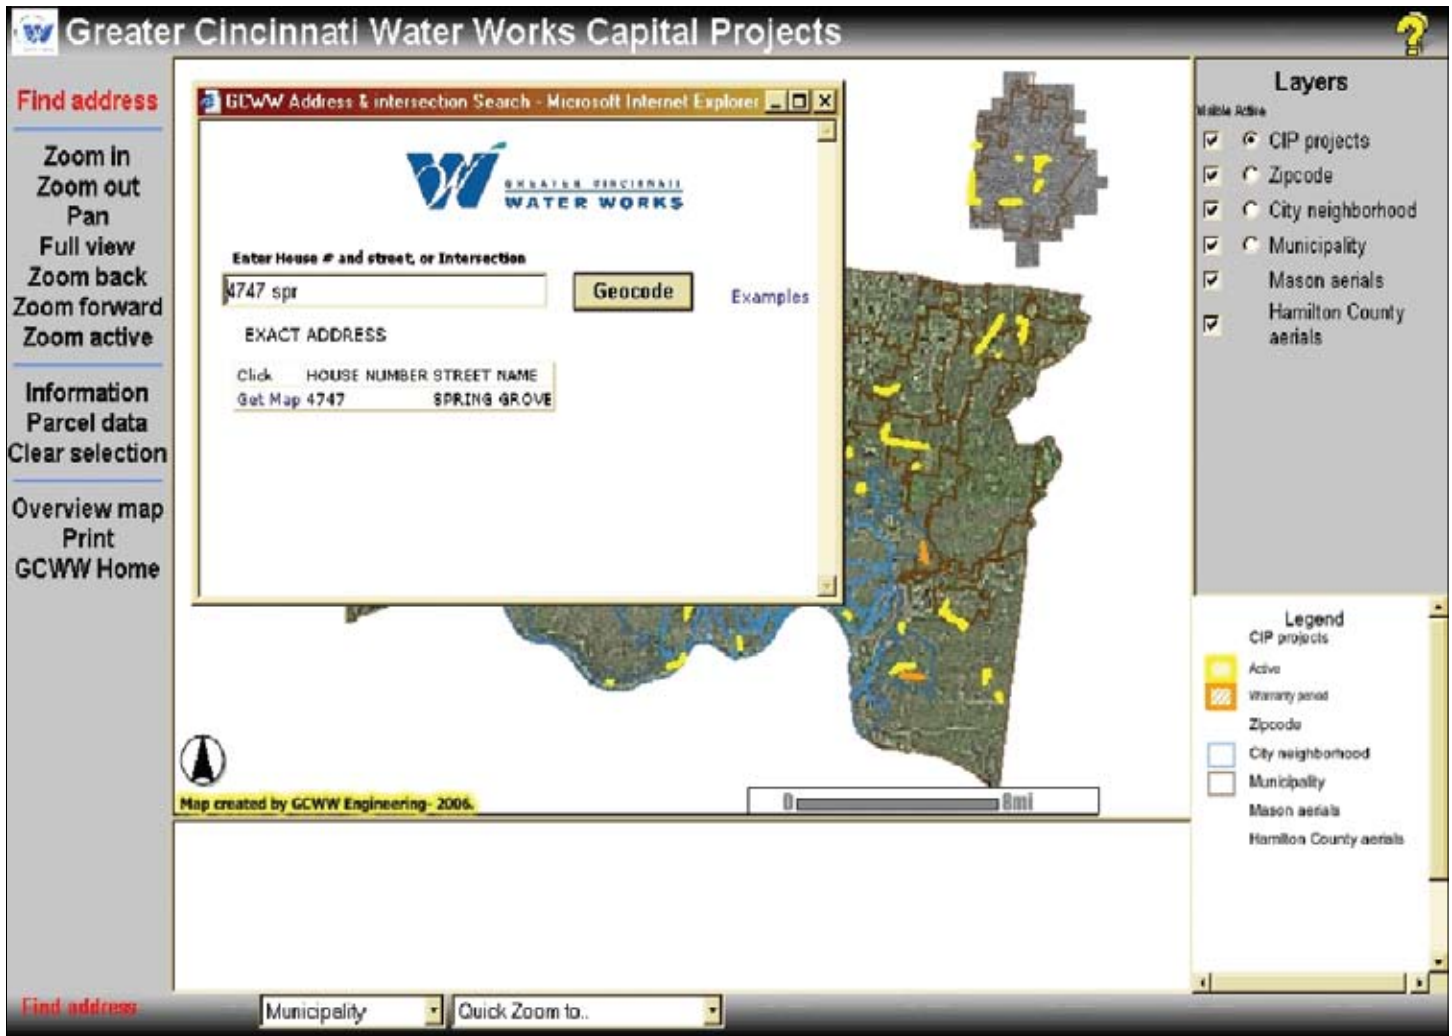 Greater Cincinnati Water Works Capital Projects
Find address
Zoom in
Zoom out
Pan
Full view
Zoom back
Zoom forward
Zoom active
Information
Parcel data
Clear selection
Overview map
Print
GCWW Home
GCWW Address & intersection Search - Microsoft Internet Explorer
GREATER CINCINNATI
WATER WORKS
Enter House # and street, or Intersection
4747 spr
Geocode
Examples
EXACT ADDRESS
Click HOUSE NUMBER STREET NAME
Get Map 4747 SPRING GROVE
Map created by GCWW Engineering- 2006.
0 8mi
Layers
Visible Active
CIP projects
Zipcode
City neighborhood
Municipality
Mason aerials
Hamilton County
aerials
Legend
CIP projects
Active
Warranty period
Zipcode
City neighborhood
Municipality
Mason aerials
Hamilton County aerials
Find address
Municipality
Quick Zoom to..